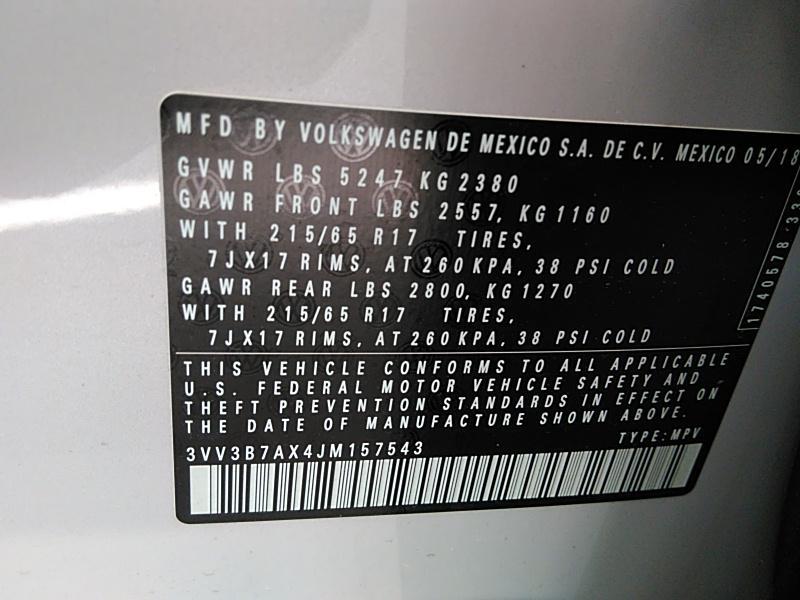 MFD BY VOLKSWAGEN DE MEXICO S.A. DE C.V. MEXICO 05/18
GVWR LBS 5247, KG 2380
GAWR FRONT LBS 2557, KG 1160
WITH 215/65 R17 TIRES,
7JX17 RIMS, AT 260 KPA, 38 PSI COLD
GAWR REAR LBS 2800, KG 1270
WITH 215/65 R17 TIRES,
7JX17 RIMS, AT 260 KPA, 38 PSI COLD
THIS VEHICLE CONFORMS TO ALL APPLICABLE
U.S. FEDERAL MOTOR VEHICLE SAFETY AND
THEFT PREVENTION STANDARDS IN EFFECT ON
THE DATE OF MANUFACTURE SHOWN ABOVE.
TYPE: MPV
3VV3B7AX4JM157543
1740578